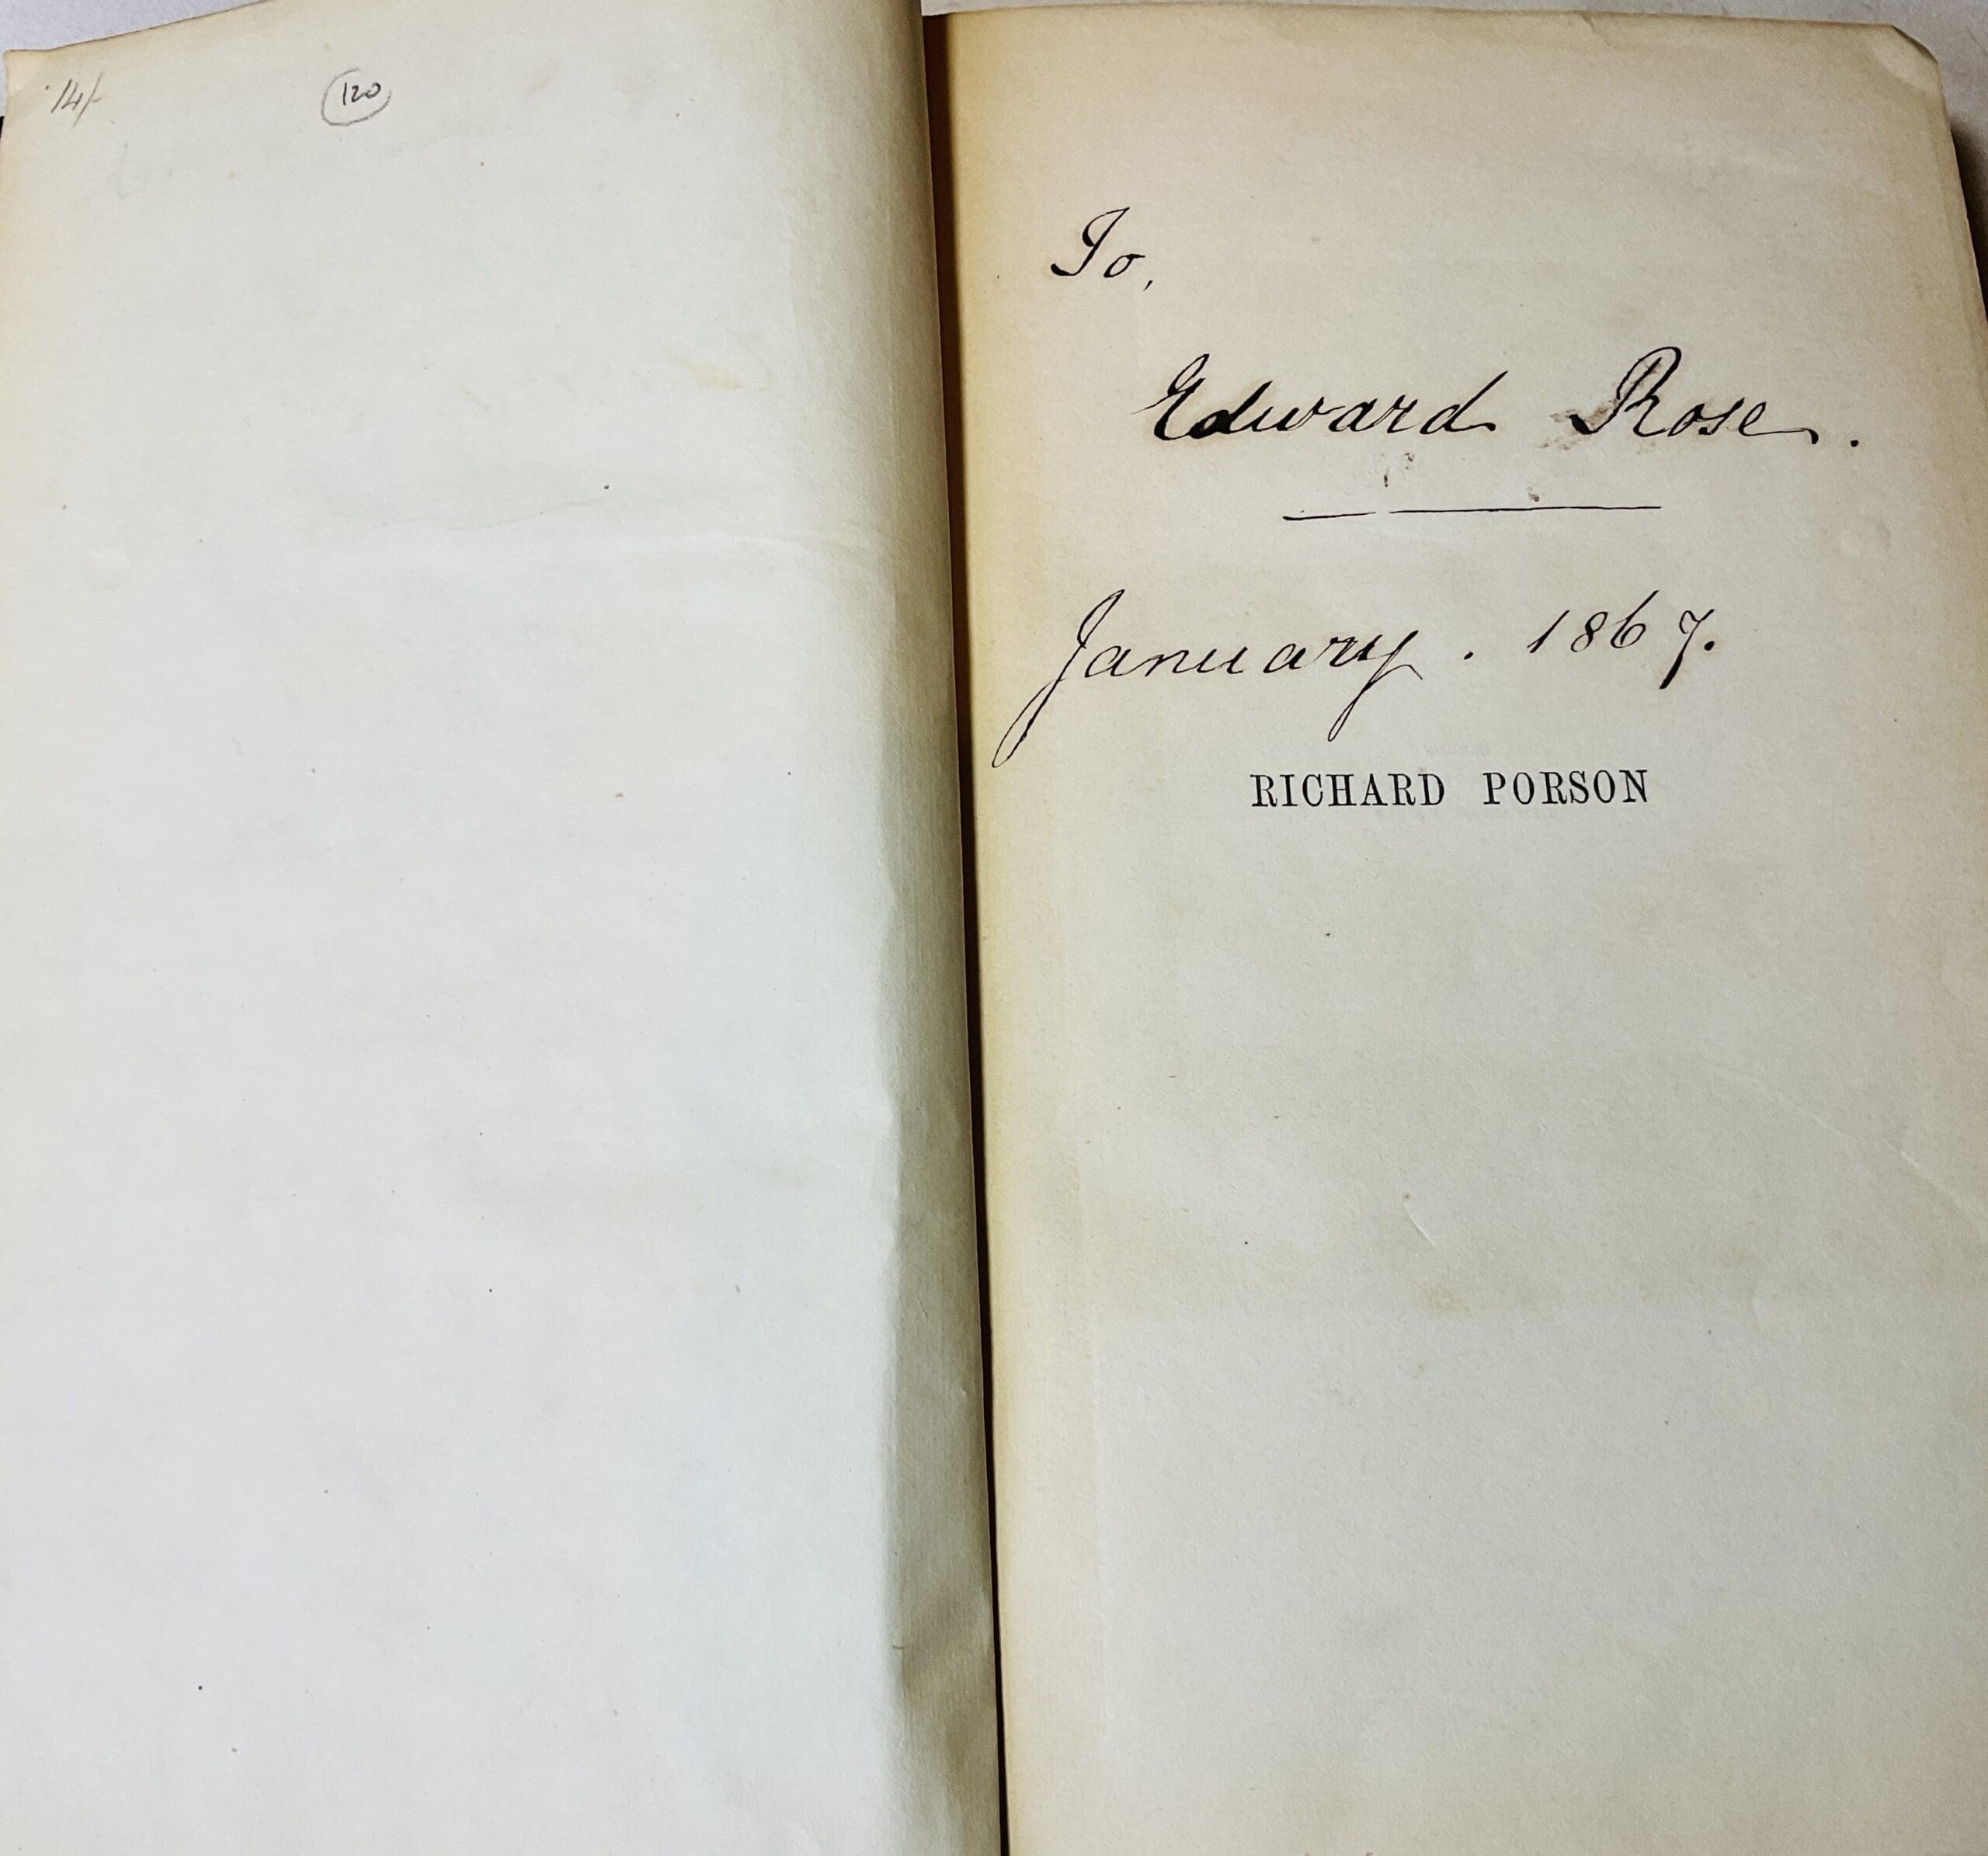 14/-
120
To,
Edward Rose.
January. 1867.
RICHARD PORSON